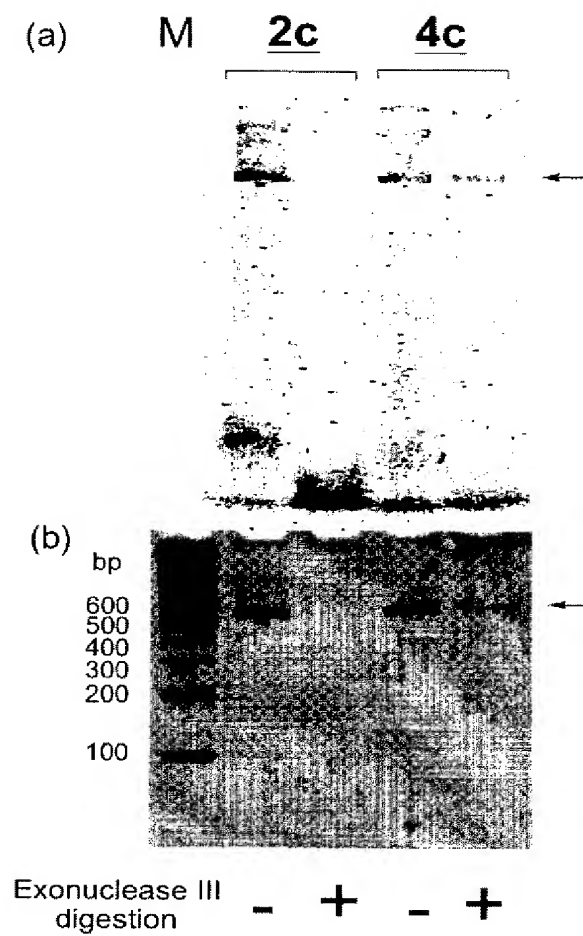 (a) M 2c 4c
(b)
bp
600
500
400
300
200
100
Exonuclease III
digestion - + - +